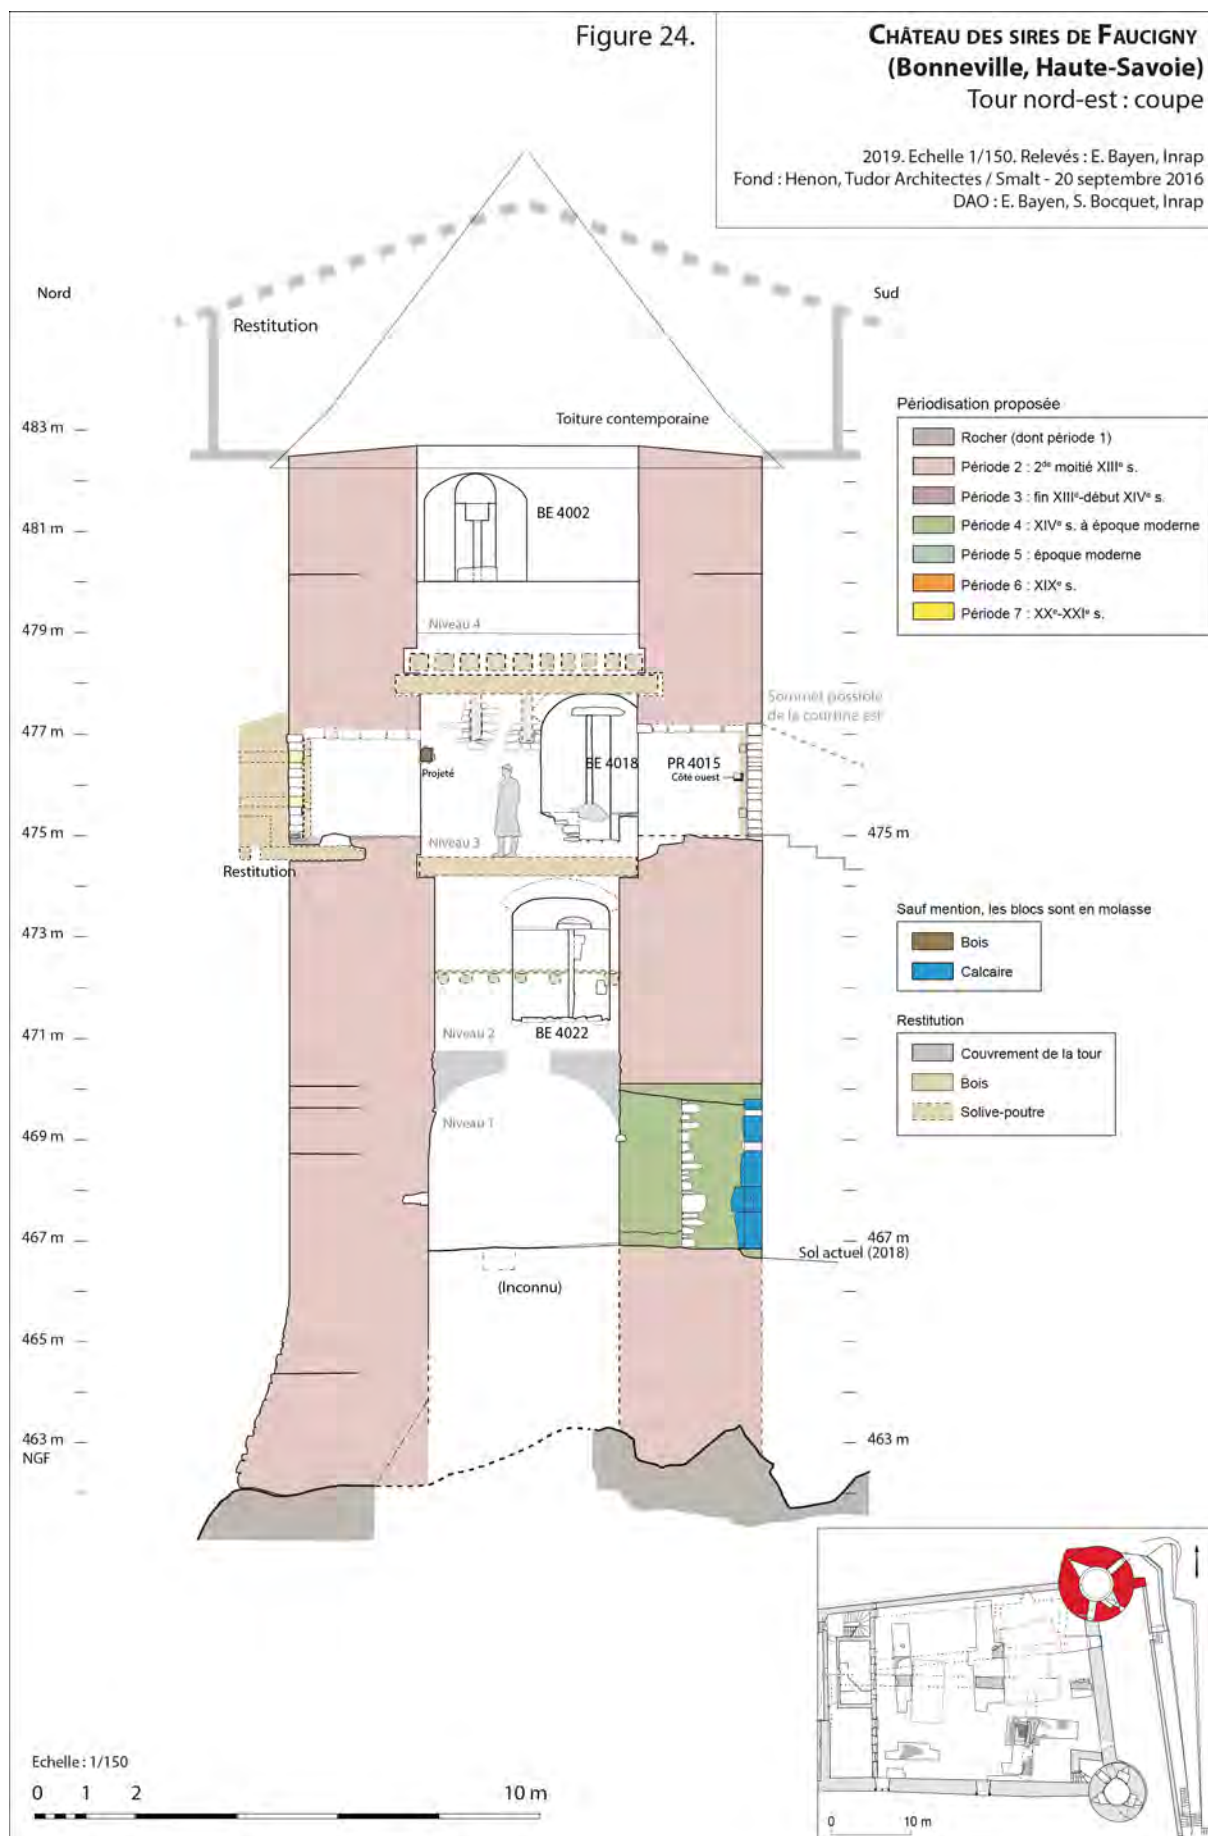 Figure 24.
CHÂTEAU DES SIRES DE FAUCIGNY
(Bonneville, Haute-Savoie)
Tour nord-est : coupe
2019. Echelle 1/150. Relevés : E. Bayen, Inrap
Fond : Henon, Tudor Architectes / Smalt - 20 septembre 2016
DAO : E. Bayen, S. Bocquet, Inrap
Nord
Sud
Restitution
Toiture contemporaine
483 m
481 m
479 m
477 m
475 m
473 m
471 m
469 m
467 m
465 m
463 m
NGF
BE 4002
Niveau 4
Sommet possible
de la courtine est
BE 4018
PR 4015
Côté ouest
Projeté
Niveau 3
475 m
Restitution
Niveau 2
BE 4022
Niveau 1
467 m
Sol actuel (2018)
(Inconnu)
463 m
Périodisation proposée
Rocher (dont période 1)
Période 2 : 2de moitié XIIIe s.
Période 3 : fin XIIIe-début XIVe s.
Période 4 : XIVe s. à époque moderne
Période 5 : époque moderne
Période 6 : XIXe s.
Période 7 : XXe-XXIe s.
Sauf mention, les blocs sont en molasse
Bois
Calcaire
Restitution
Couvrement de la tour
Bois
Solive-poutre
Echelle : 1/150
0 1 2 10 m
0 10 m